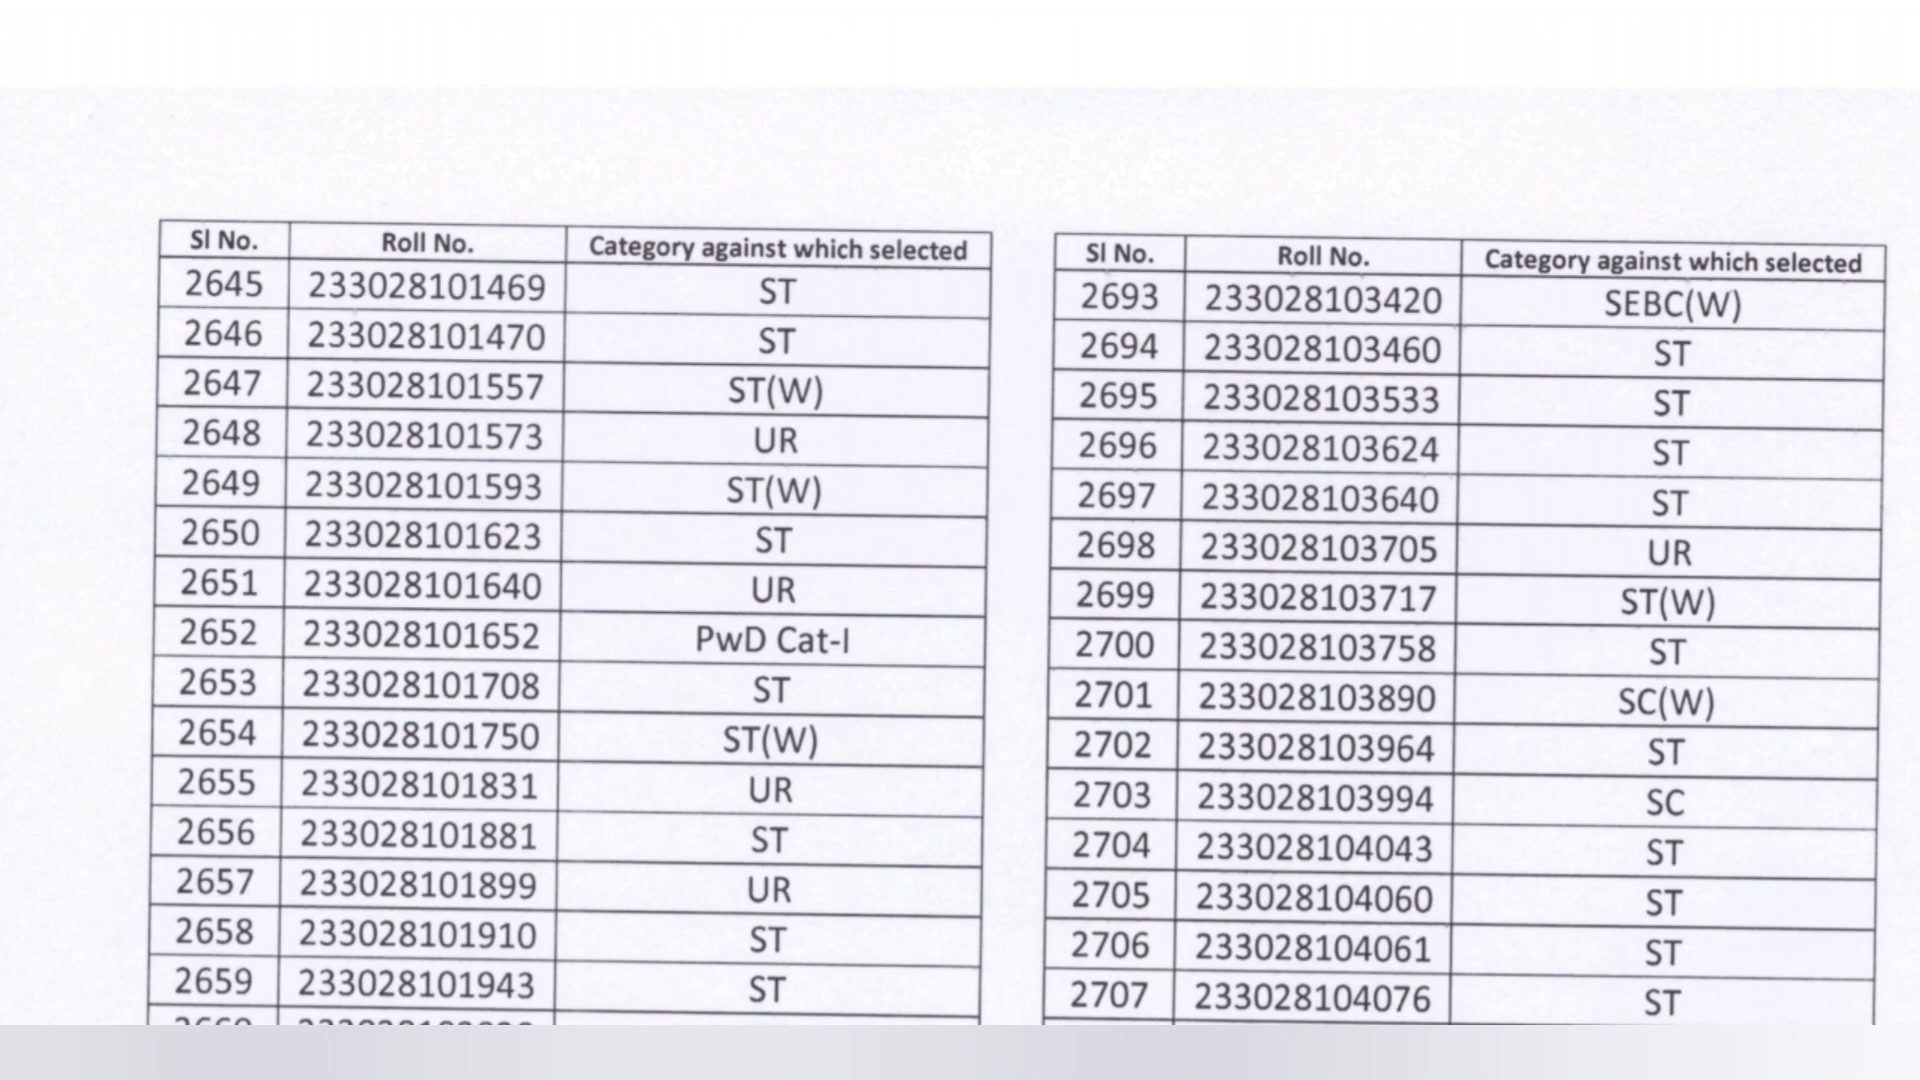 Sl No. Roll No. Category against which selected
2645 233028101469 ST
2646 233028101470 ST
2647 233028101557 ST(W)
2648 233028101573 UR
2649 233028101593 ST(W)
2650 233028101623 ST
2651 233028101640 UR
2652 233028101652 PwD Cat-I
2653 233028101708 ST
2654 233028101750 ST(W)
2655 233028101831 UR
2656 233028101881 ST
2657 233028101899 UR
2658 233028101910 ST
2659 233028101943 ST
Sl No. Roll No. Category against which selected
2693 233028103420 SEBC(W)
2694 233028103460 ST
2695 233028103533 ST
2696 233028103624 ST
2697 233028103640 ST
2698 233028103705 UR
2699 233028103717 ST(W)
2700 233028103758 ST
2701 233028103890 SC(W)
2702 233028103964 ST
2703 233028103994 SC
2704 233028104043 ST
2705 233028104060 ST
2706 233028104061 ST
2707 233028104076 ST